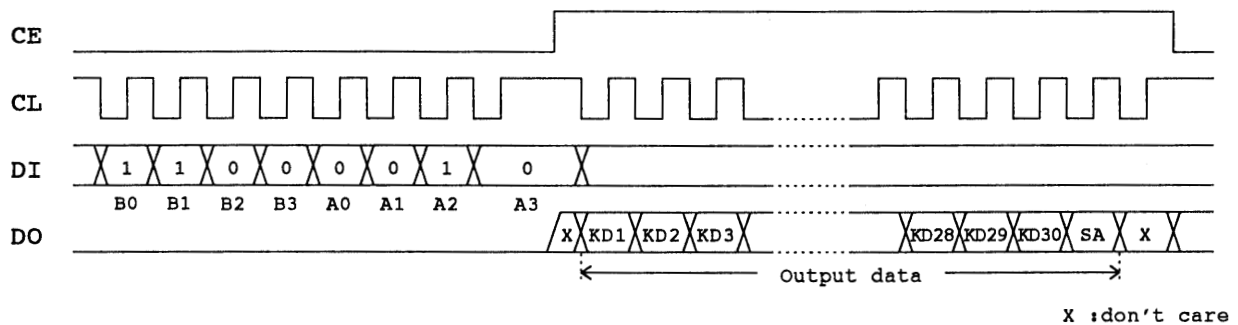 CE
CL
DI 1 1 0 0 0 0 1 0
B0 B1 B2 B3 A0 A1 A2 A3
DO X KD1 KD2 KD3 KD28 KD29 KD30 SA X
Output data
X :don't care